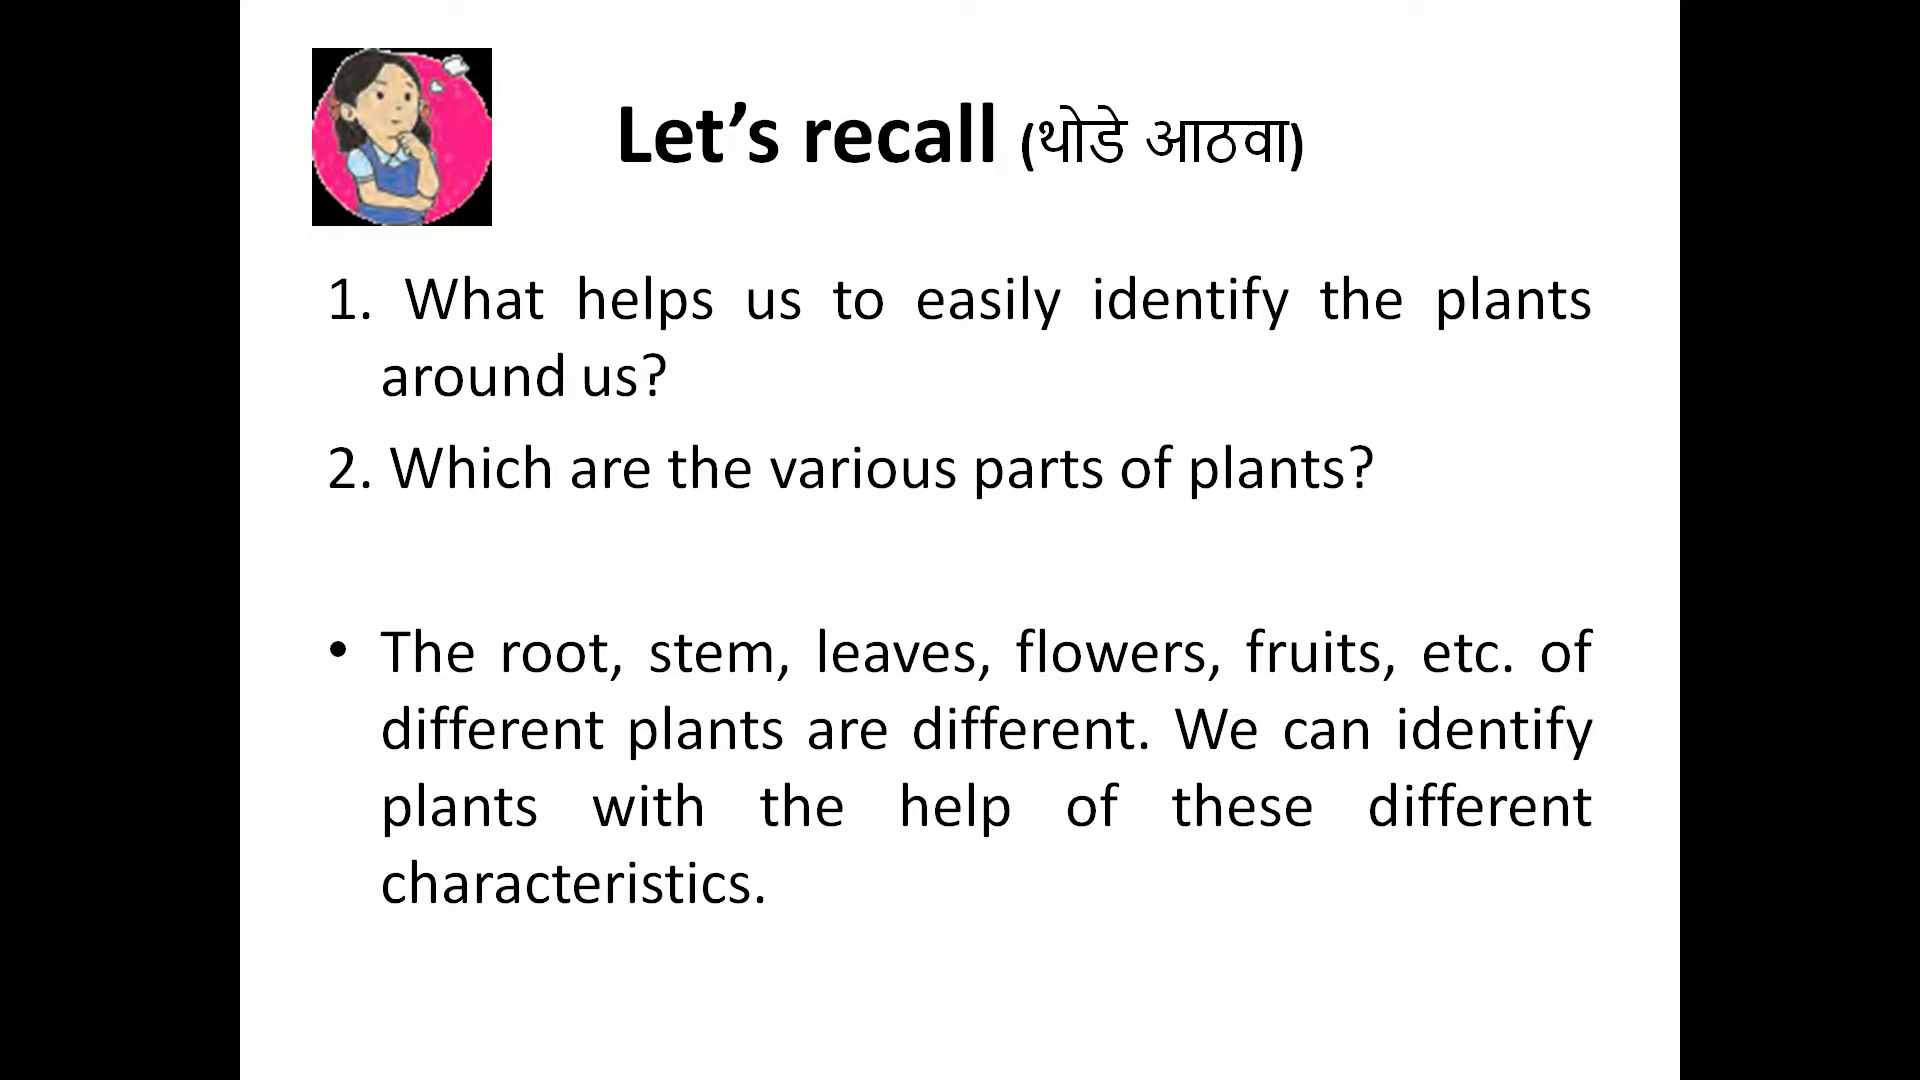 Let’s recall (थोडे आठवा)
1. What helps us to easily identify the plants
around us?
2. Which are the various parts of plants?
• The root, stem, leaves, flowers, fruits, etc. of
different plants are different. We can identify
plants with the help of these different
characteristics.